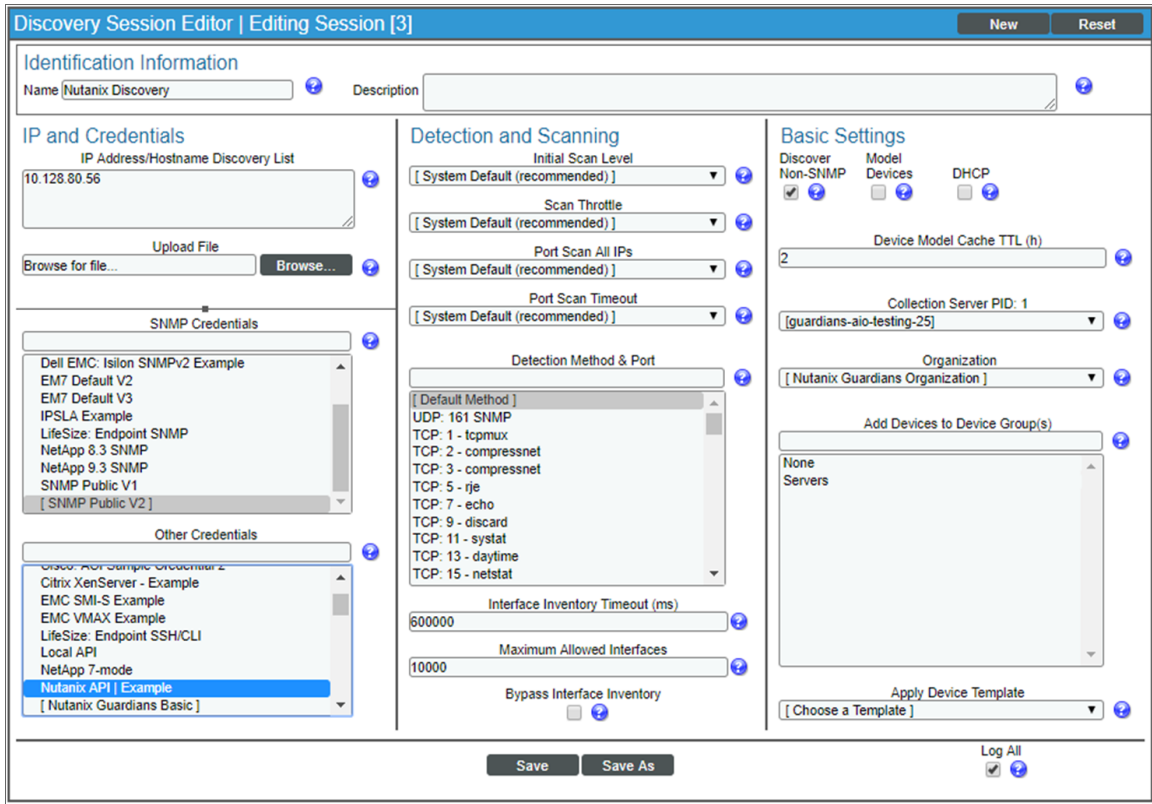 Discovery Session Editor | Editing Session [3]
New
Reset
Identification Information
Name
Nutanix Discovery
Description
IP and Credentials
IP Address/Hostname Discovery List
10.128.80.56
Upload File
Browse for file...
Browse...
SNMP Credentials
Dell EMC: Isilon SNMPv2 Example
EM7 Default V2
EM7 Default V3
IPSLA Example
LifeSize: Endpoint SNMP
NetApp 8.3 SNMP
NetApp 9.3 SNMP
SNMP Public V1
[ SNMP Public V2 ]
Other Credentials
Cisco: ACI Sample Credential 2
Citrix XenServer - Example
EMC SMI-S Example
EMC VMAX Example
LifeSize: Endpoint SSH/CLI
Local API
NetApp 7-mode
Nutanix API | Example
[ Nutanix Guardians Basic ]
Detection and Scanning
Initial Scan Level
[ System Default (recommended) ]
Scan Throttle
[ System Default (recommended) ]
Port Scan All IPs
[ System Default (recommended) ]
Port Scan Timeout
[ System Default (recommended) ]
Detection Method & Port
[ Default Method ]
UDP: 161 SNMP
TCP: 1 - tcpmux
TCP: 2 - compressnet
TCP: 3 - compressnet
TCP: 5 - rje
TCP: 7 - echo
TCP: 9 - discard
TCP: 11 - systat
TCP: 13 - daytime
TCP: 15 - netstat
Interface Inventory Timeout (ms)
600000
Maximum Allowed Interfaces
10000
Bypass Interface Inventory
Basic Settings
Discover Non-SNMP
Model Devices
DHCP
Device Model Cache TTL (h)
2
Collection Server PID: 1
[guardians-aio-testing-25]
Organization
[ Nutanix Guardians Organization ]
Add Devices to Device Group(s)
None
Servers
Apply Device Template
[ Choose a Template ]
Save
Save As
Log All